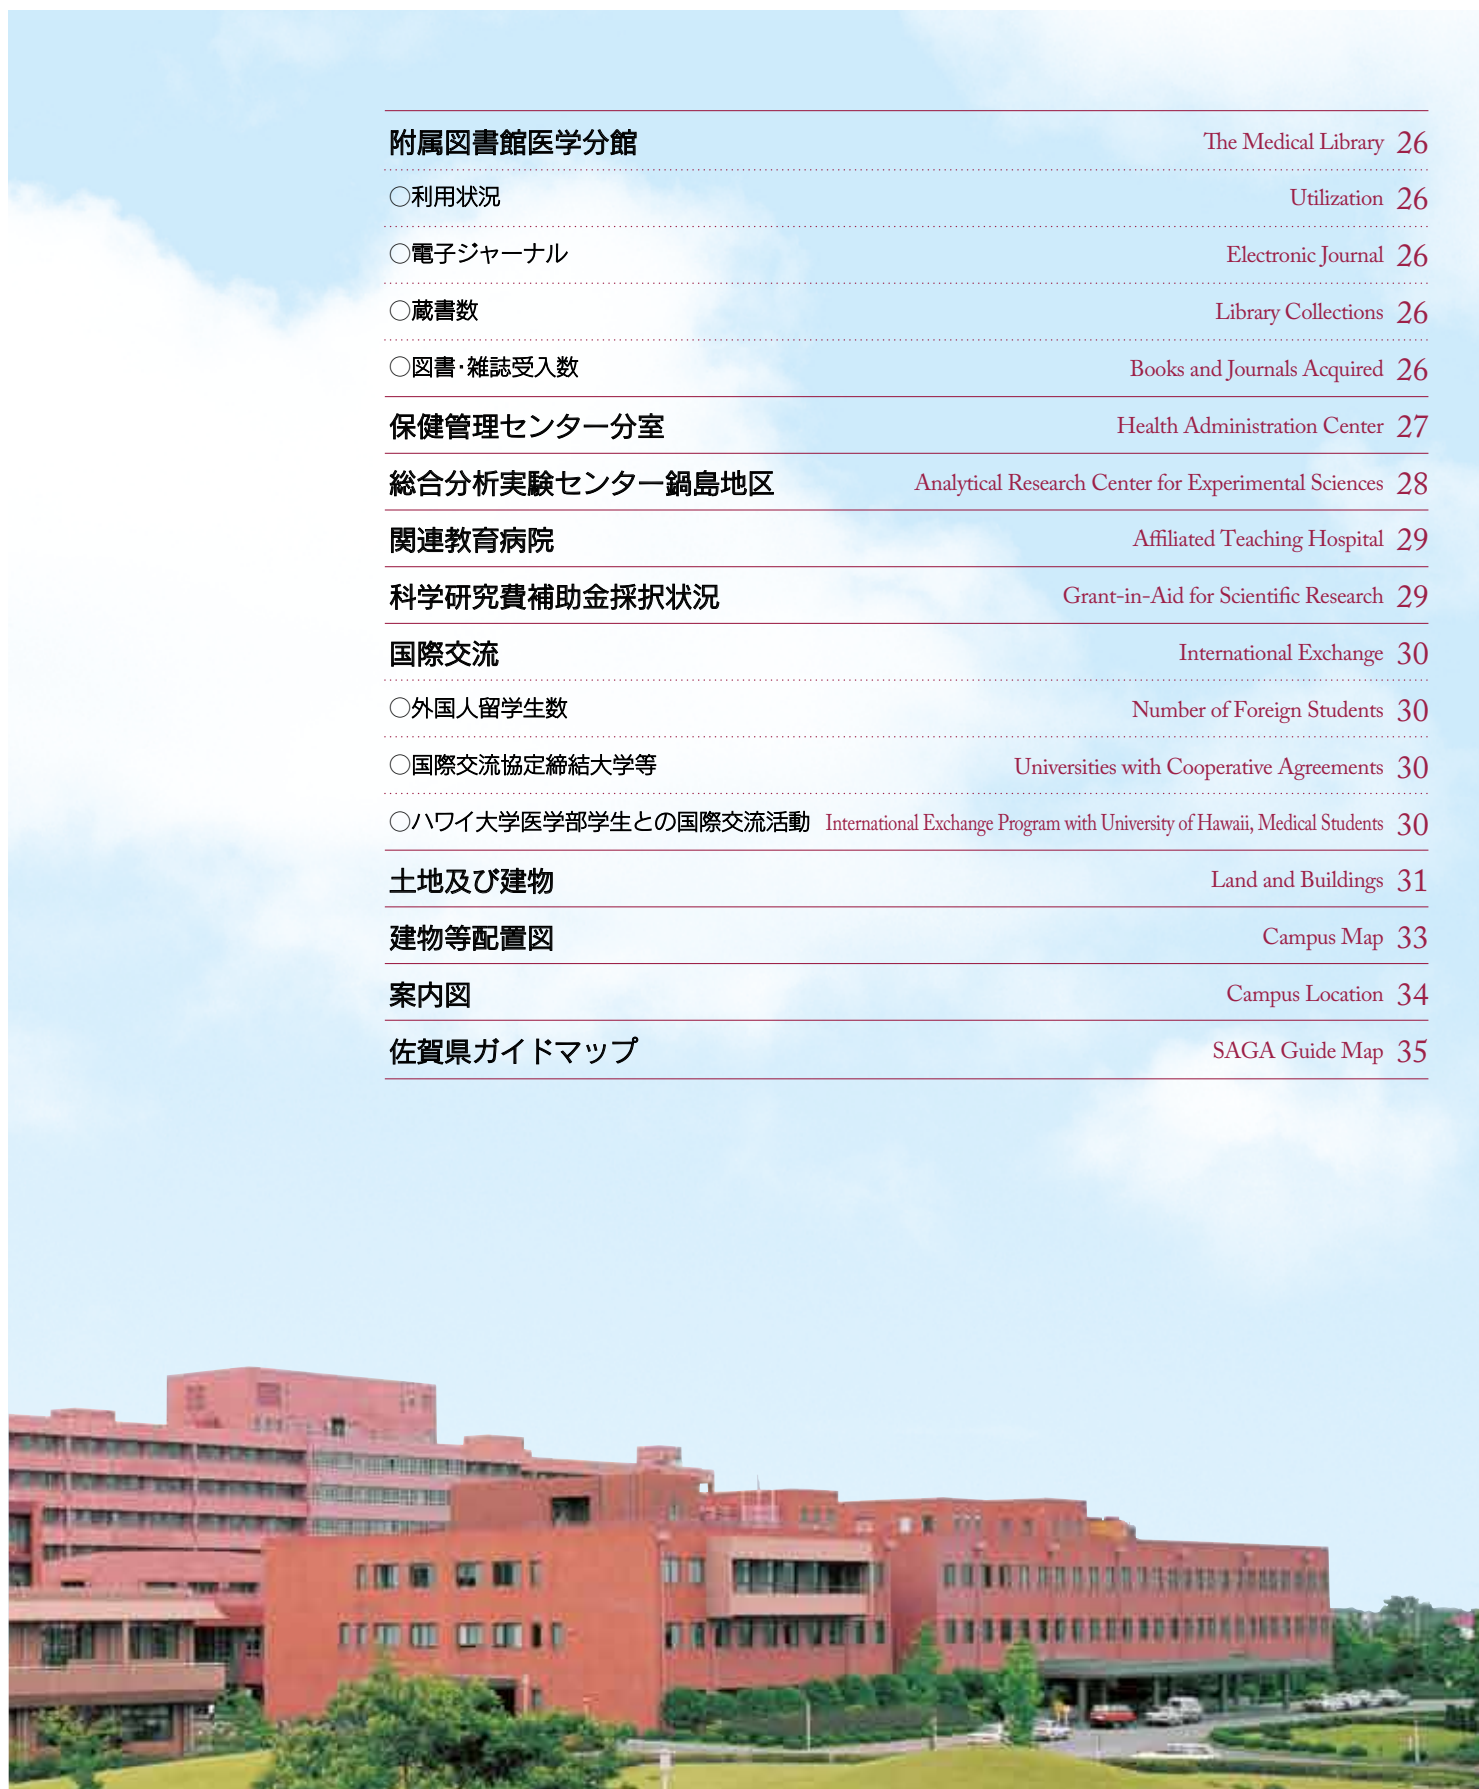 附属図書館医学分館 The Medical Library 26
○利用状況 Utilization 26
○電子ジャーナル Electronic Journal 26
○蔵書数 Library Collections 26
○図書・雑誌受入数 Books and Journals Acquired 26
保健管理センター分室 Health Administration Center 27
総合分析実験センター鍋島地区 Analytical Research Center for Experimental Sciences 28
関連教育病院 Affiliated Teaching Hospital 29
科学研究費補助金採択状況 Grant-in-Aid for Scientific Research 29
国際交流 International Exchange 30
○外国人留学生数 Number of Foreign Students 30
○国際交流協定締結大学等 Universities with Cooperative Agreements 30
○ハワイ大学医学部学生との国際交流活動 International Exchange Program with University of Hawaii, Medical Students 30
土地及び建物 Land and Buildings 31
建物等配置図 Campus Map 33
案内図 Campus Location 34
佐賀県ガイドマップ SAGA Guide Map 35